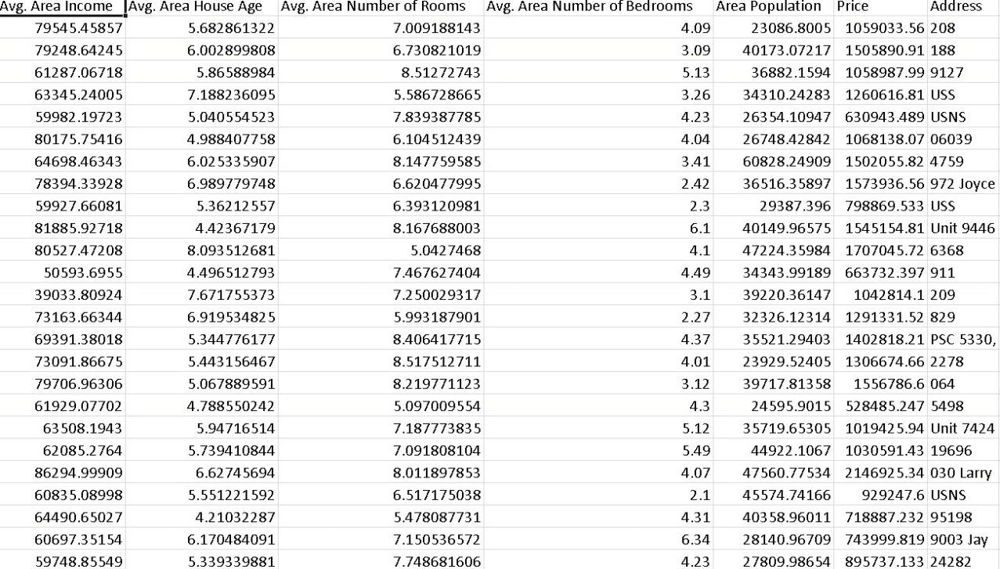 Avg. Area Income Avg. Area House Age Avg. Area Number of Rooms Avg. Area Number of Bedrooms Area Population Price Address
79545.45857 5.682861322 7.009188143 4.09 23086.8005 1059033.56 208
79248.64245 6.002899808 6.730821019 3.09 40173.07217 1505890.91 188
61287.06718 5.86588984 8.51272743 5.13 36882.1594 1058987.99 9127
63345.24005 7.188236095 5.586728665 3.26 34310.24283 1260616.81 USS
59982.19723 5.040554523 7.839387785 4.23 26354.10947 630943.489 USNS
80175.75416 4.988407758 6.104512439 4.04 26748.42842 1068138.07 06039
64698.46343 6.025335907 8.147759585 3.41 60828.24909 1502055.82 4759
78394.33928 6.989779748 6.620477995 2.42 36516.35897 1573936.56 972 Joyce
59927.66081 5.36212557 6.393120981 2.3 29387.396 798869.533 USS
81885.92718 4.42367179 8.167688003 6.1 40149.96575 1545154.81 Unit 9446
80527.47208 8.093512681 5.0427468 4.1 47224.35984 1707045.72 6368
50593.6955 4.496512793 7.467627404 4.49 34343.99189 663732.397 911
39033.80924 7.671755373 7.250029317 3.1 39220.36147 1042814.1 209
73163.66344 6.919534825 5.993187901 2.27 32326.12314 1291331.52 829
69391.38018 5.344776177 8.406417715 4.37 35521.29403 1402818.21 PSC 5330,
73091.86675 5.443156467 8.517512711 4.01 23929.52405 1306674.66 2278
79706.96306 5.067889591 8.219771123 3.12 39717.81358 1556786.6 064
61929.07702 4.788550242 5.097009554 4.3 24595.9015 528485.247 5498
63508.1943 5.94716514 7.187773835 5.12 35719.65305 1019425.94 Unit 7424
62085.2764 5.739410844 7.091808104 5.49 44922.1067 1030591.43 19696
86294.99909 6.62745694 8.011897853 4.07 47560.77534 2146925.34 030 Larry
60835.08998 5.551221592 6.517175038 2.1 45574.74166 929247.6 USNS
64490.65027 4.21032287 5.478087731 4.31 40358.96011 718887.232 95198
60697.35154 6.170484091 7.150536572 6.34 28140.96709 743999.819 9003 Jay
59748.85549 5.339339881 7.748681606 4.23 27809.98654 895737.133 24282